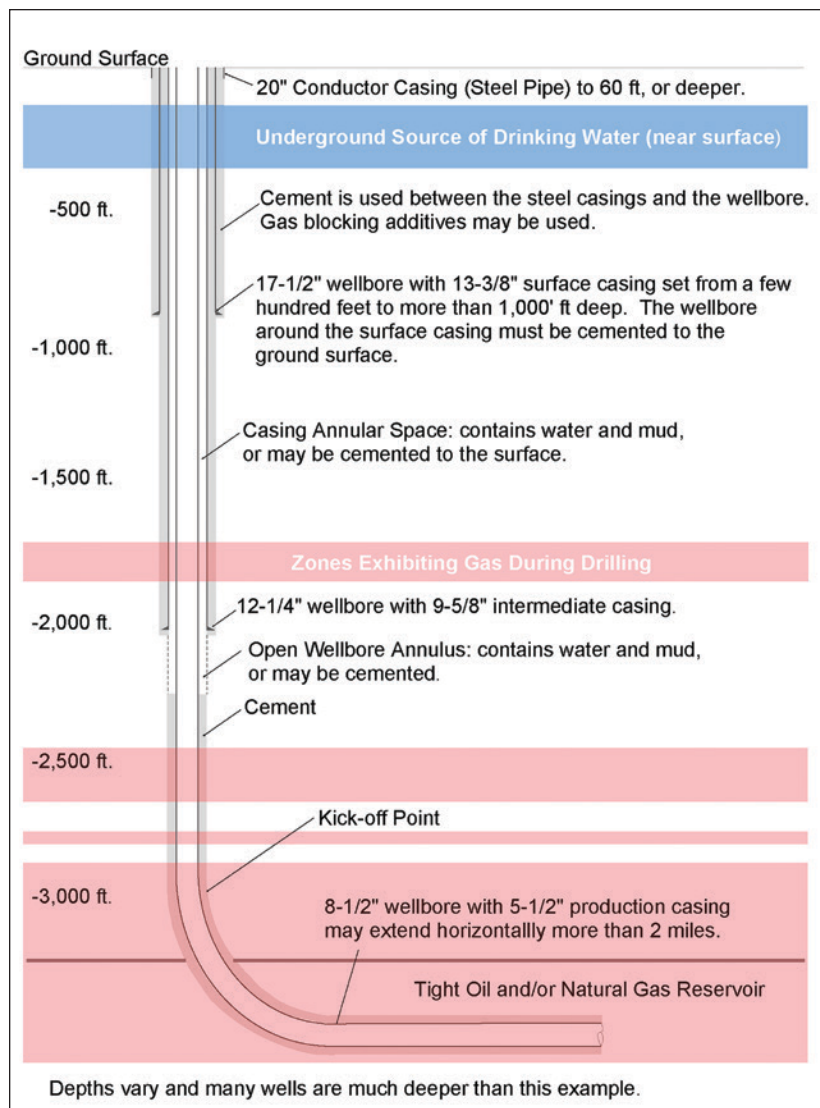 Ground Surface
20" Conductor Casing (Steel Pipe) to 60 ft, or deeper.
Underground Source of Drinking Water (near surface)
-500 ft.
Cement is used between the steel casings and the wellbore.
Gas blocking additives may be used.
17-1/2" wellbore with 13-3/8" surface casing set from a few
hundred feet to more than 1,000' ft deep. The wellbore
around the surface casing must be cemented to the
ground surface.
-1,000 ft.
Casing Annular Space: contains water and mud,
or may be cemented to the surface.
-1,500 ft.
Zones Exhibiting Gas During Drilling
12-1/4" wellbore with 9-5/8" intermediate casing.
-2,000 ft.
Open Wellbore Annulus: contains water and mud,
or may be cemented.
Cement
-2,500 ft.
Kick-off Point
-3,000 ft.
8-1/2" wellbore with 5-1/2" production casing
may extend horizontallly more than 2 miles.
Tight Oil and/or Natural Gas Reservoir
Depths vary and many wells are much deeper than this example.